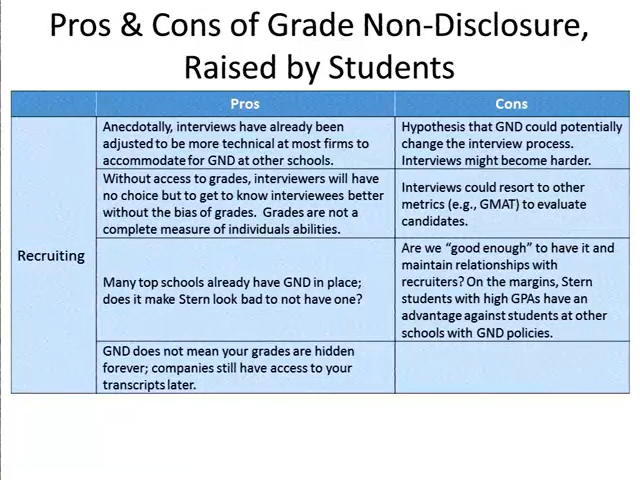 Pros & Cons of Grade Non-Disclosure,
Raised by Students
Pros
Cons
Recruiting
Anecdotally, interviews have already been
adjusted to be more technical at most firms to
accommodate for GND at other schools.
Hypothesis that GND could potentially
change the interview process.
Interviews might become harder.
Without access to grades, interviewers will have
no choice but to get to know interviewees better
without the bias of grades.  Grades are not a
complete measure of individuals abilities.
Interviews could resort to other
metrics (e.g., GMAT) to evaluate
candidates.
Many top schools already have GND in place;
does it make Stern look bad to not have one?
Are we “good enough” to have it and
maintain relationships with
recruiters? On the margins, Stern
students with high GPAs have an
advantage against students at other
schools with GND policies.
GND does not mean your grades are hidden
forever; companies still have access to your
transcripts later.